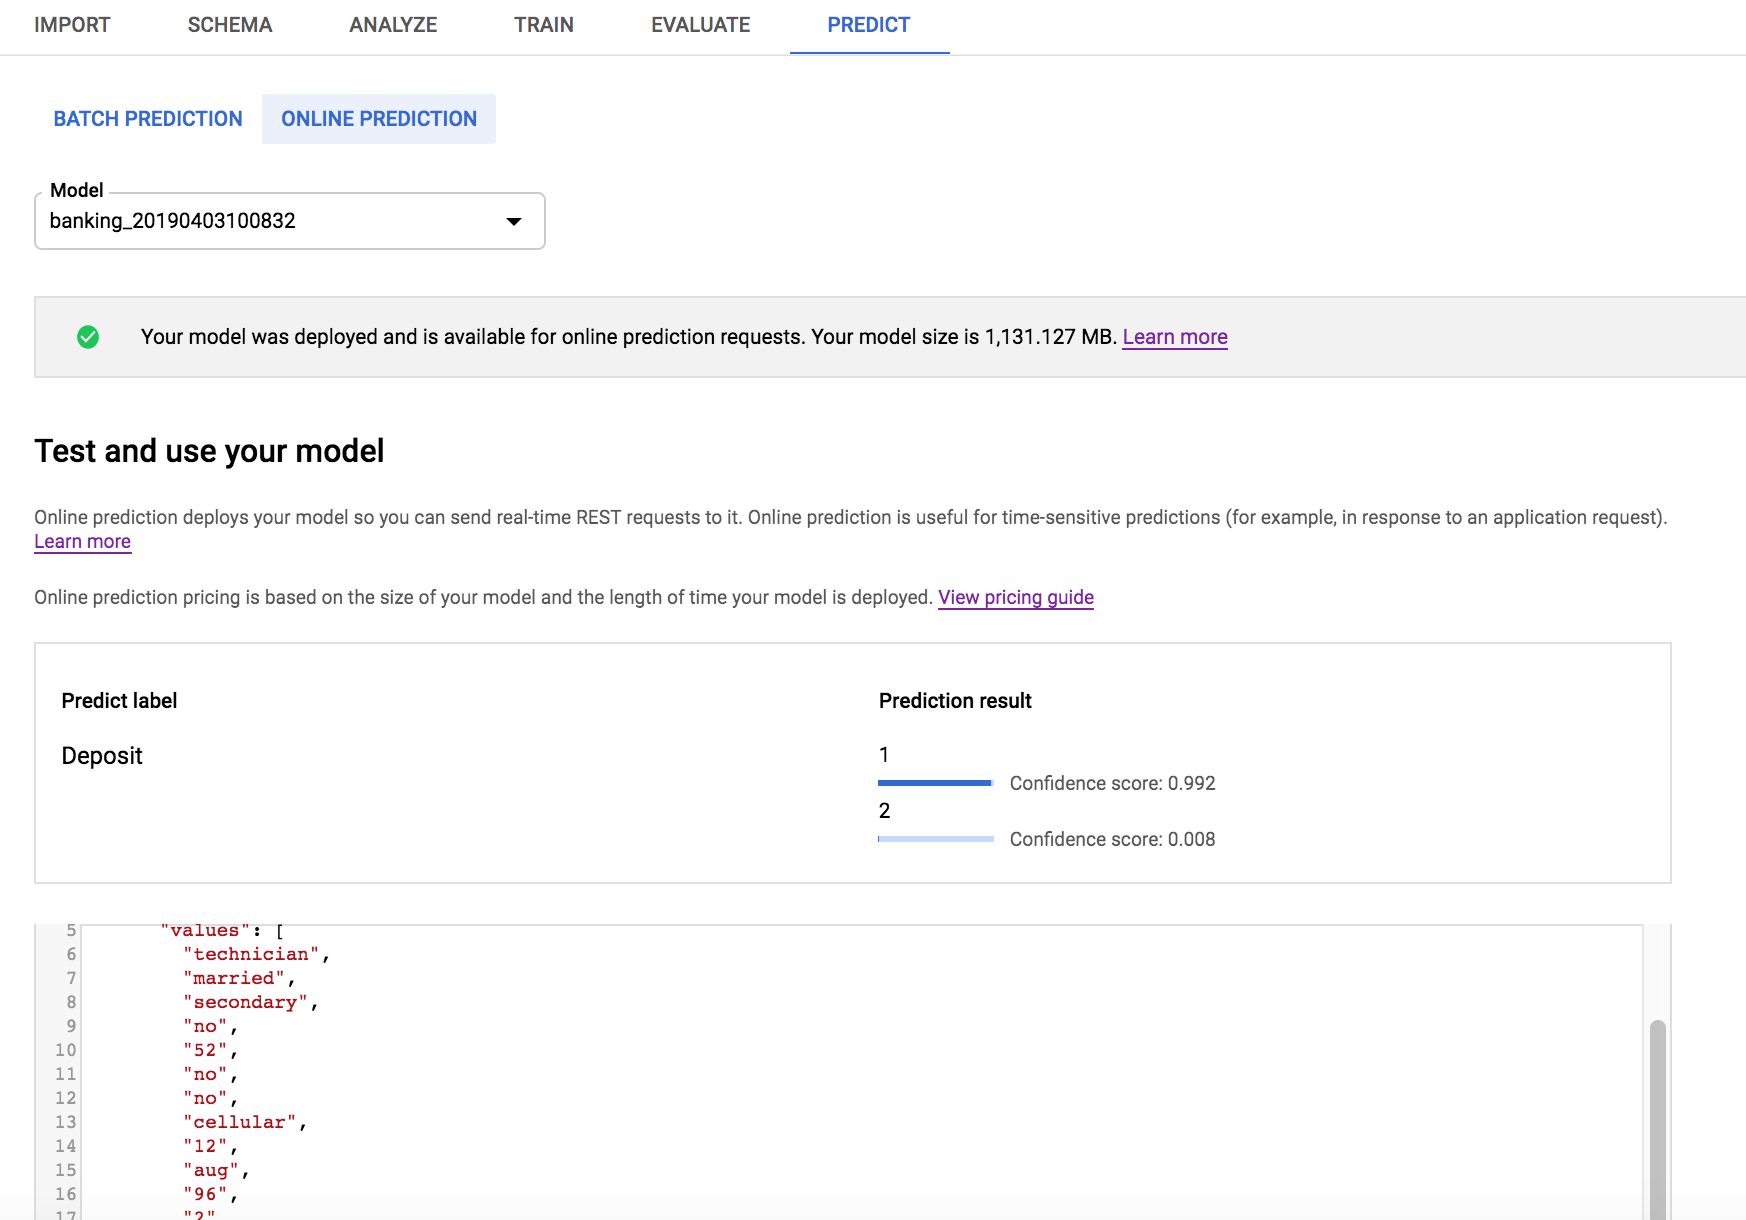 IMPORT SCHEMA ANALYZE TRAIN EVALUATE PREDICT
BATCH PREDICTION ONLINE PREDICTION
Model
banking_20190403100832
Your model was deployed and is available for online prediction requests. Your model size is 1,131.127 MB. Learn more
Test and use your model
Online prediction deploys your model so you can send real-time REST requests to it. Online prediction is useful for time-sensitive predictions (for example, in response to an application request).
Learn more
Online prediction pricing is based on the size of your model and the length of time your model is deployed. View pricing guide
Predict label Prediction result
Deposit 1
Confidence score: 0.992
2
Confidence score: 0.008
5 "values": [
6 "technician",
7 "married",
8 "secondary",
9 "no",
10 "52",
11 "no",
12 "no",
13 "cellular",
14 "12",
15 "aug",
16 "96",
17 "2"